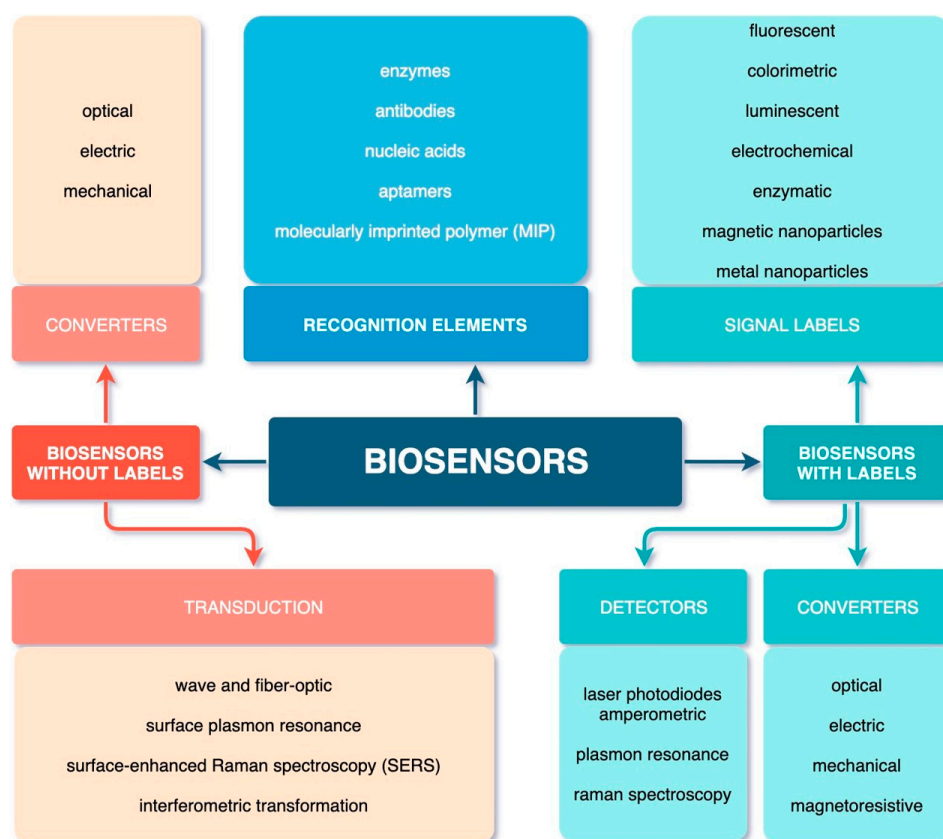 optical
electric
mechanical
CONVERTERS
enzymes
antibodies
nucleic acids
aptamers
molecularly imprinted polymer (MIP)
RECOGNITION ELEMENTS
fluorescent
colorimetric
luminescent
electrochemical
enzymatic
magnetic nanoparticles
metal nanoparticles
SIGNAL LABELS
BIOSENSORS
WITHOUT LABELS
BIOSENSORS
BIOSENSORS
WITH LABELS
TRANSDUCTION
wave and fiber-optic
surface plasmon resonance
surface-enhanced Raman spectroscopy (SERS)
interferometric transformation
DETECTORS
laser photodiodes
amperometric
plasmon resonance
raman spectroscopy
CONVERTERS
optical
electric
mechanical
magnetoresistive